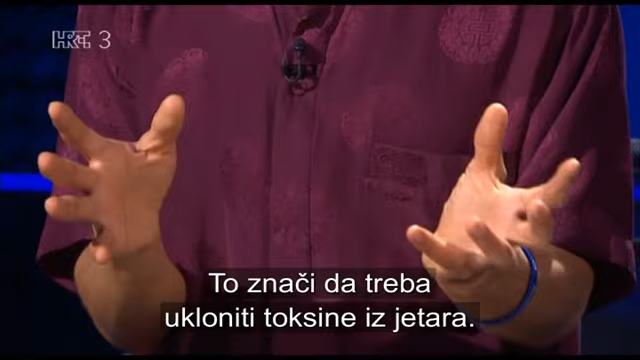 HRT 3
To znači da treba
ukloniti toksine iz jetara.